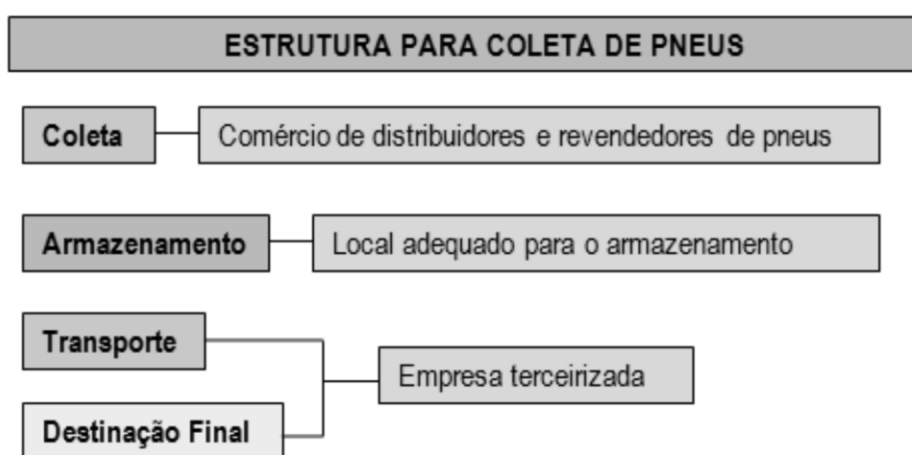 ESTRUTURA PARA COLETA DE PNEUS
Coleta
Comércio de distribuidores e revendedores de pneus
Armazenamento
Local adequado para o armazenamento
Transporte
Empresa terceirizada
Destinação Final